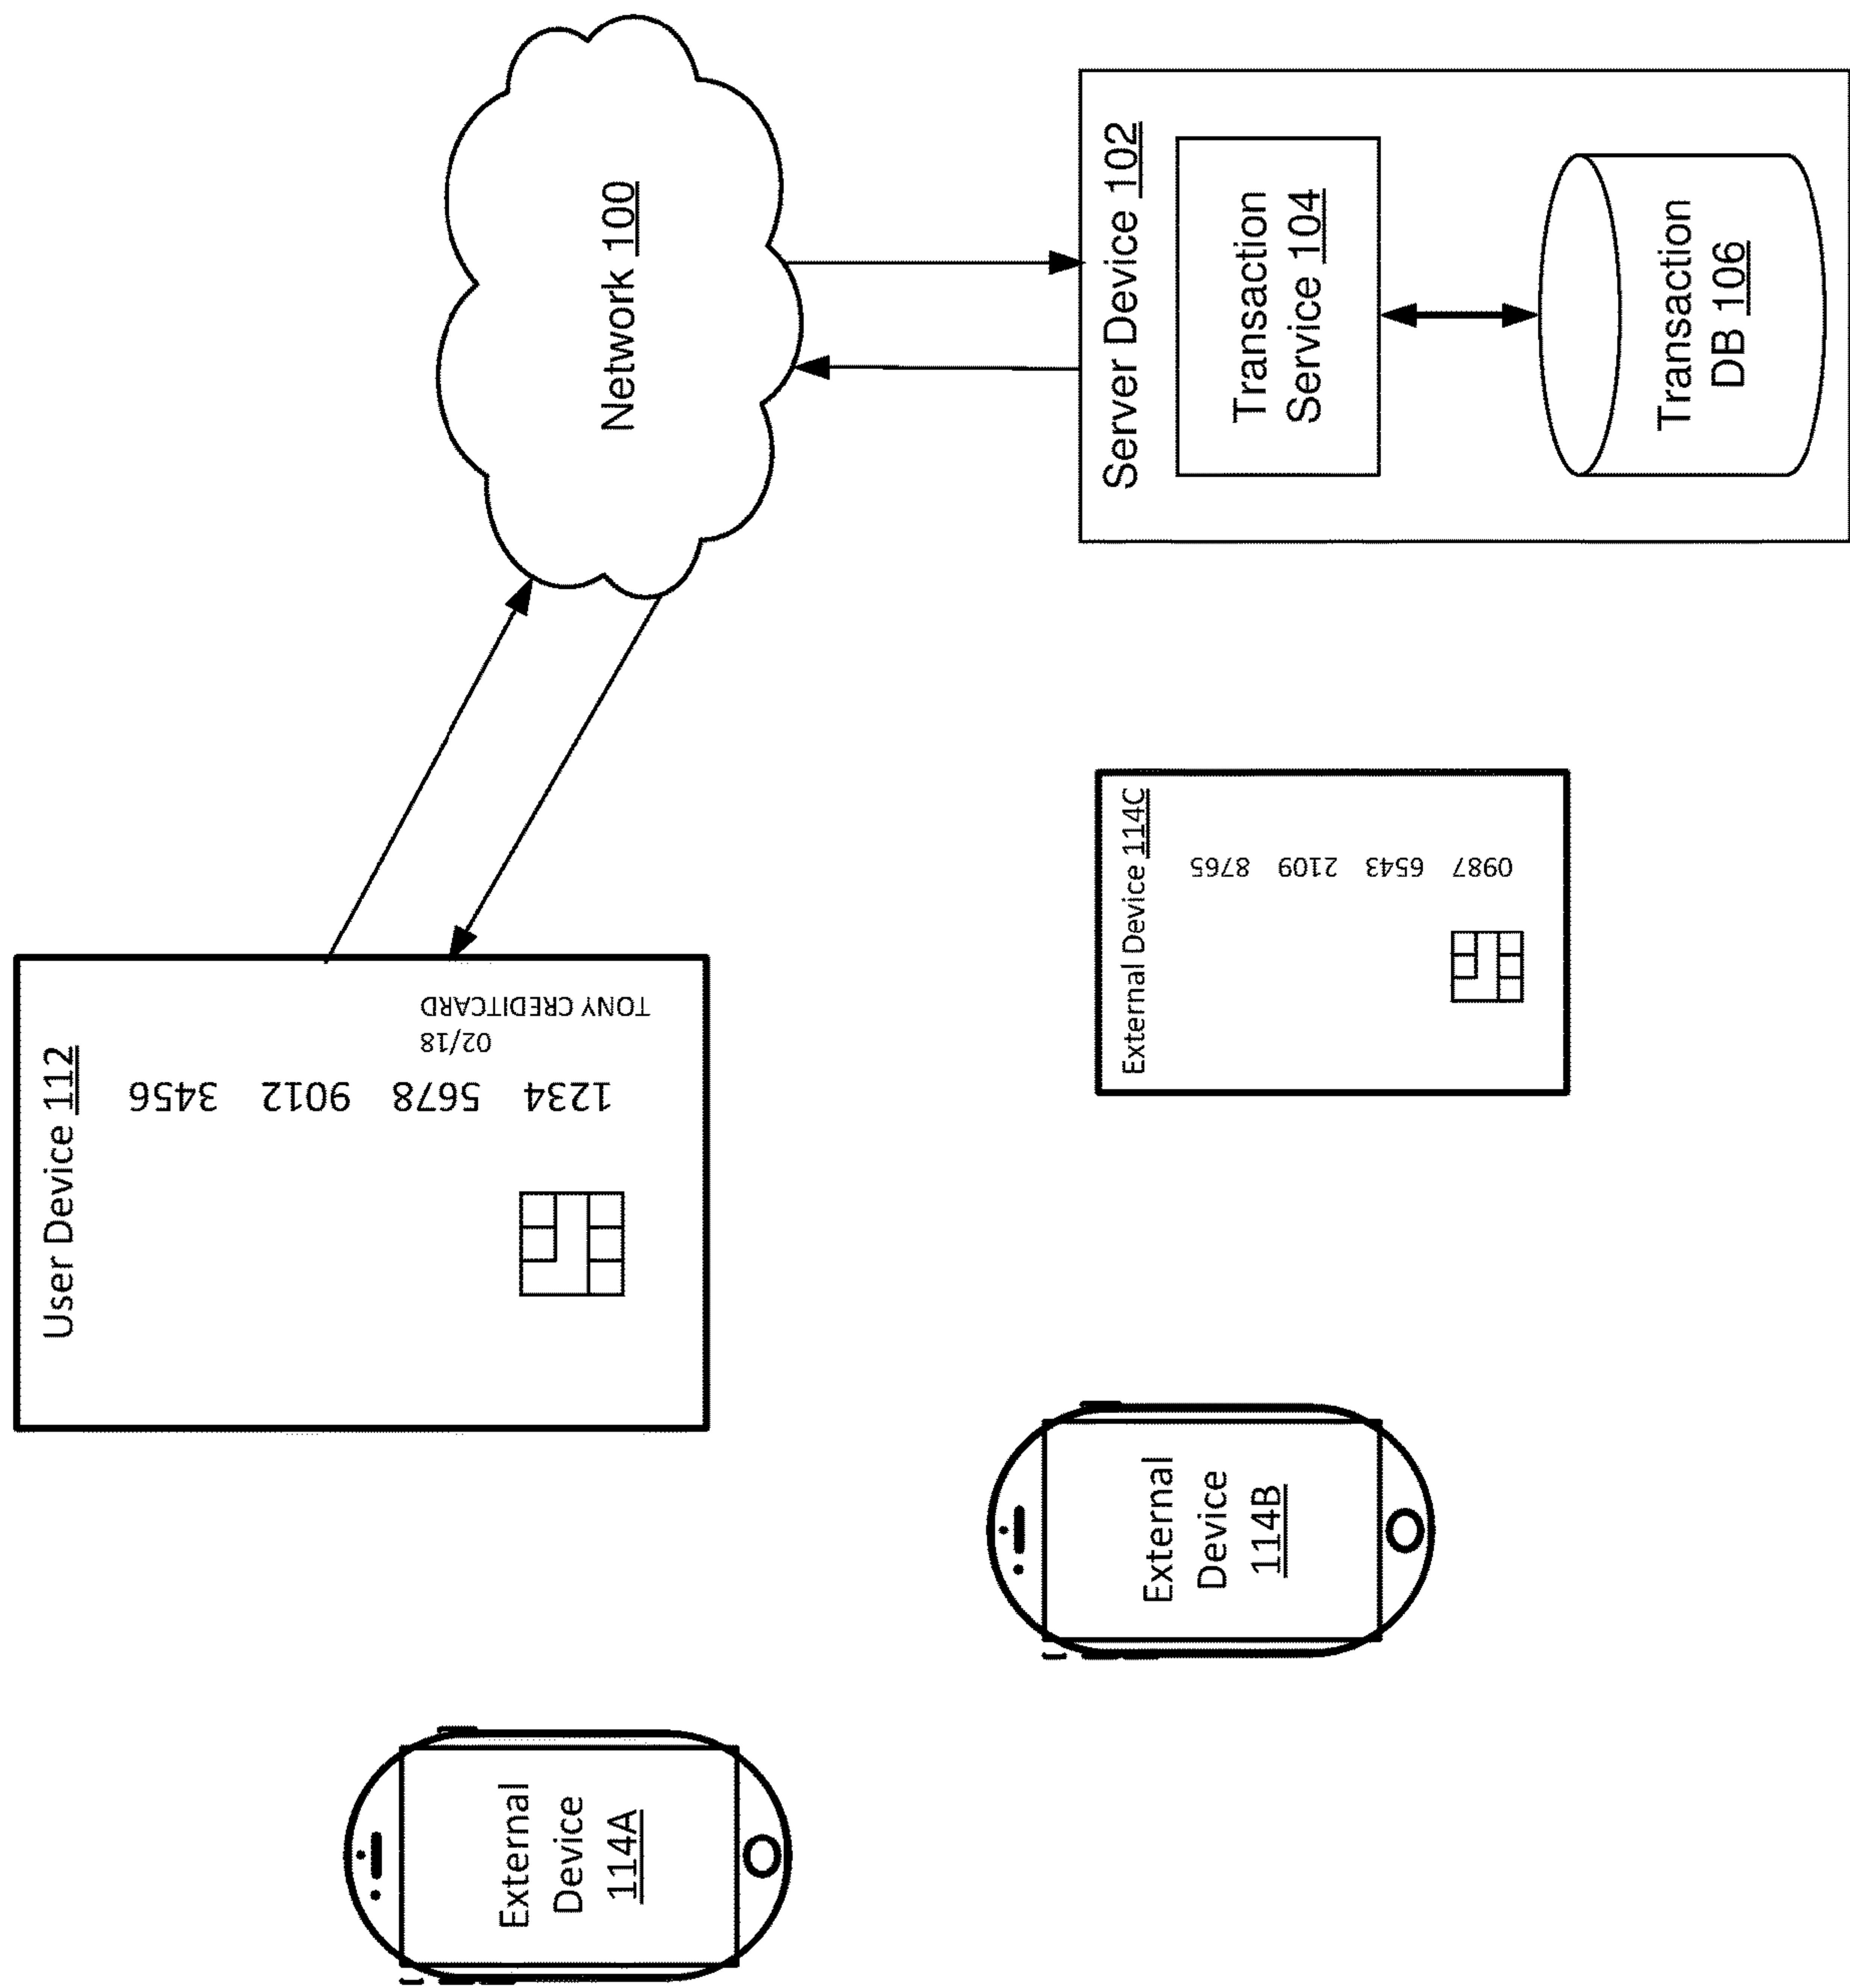 User Device 112
1234 5678 9012 3456
02/18
TONY CREDITCARD
External
Device
114A
Network 100
External
Device
114B
External Device 114C
0987 6543 2109 8765
Server Device 102
Transaction
Service 104
Transaction
DB 106